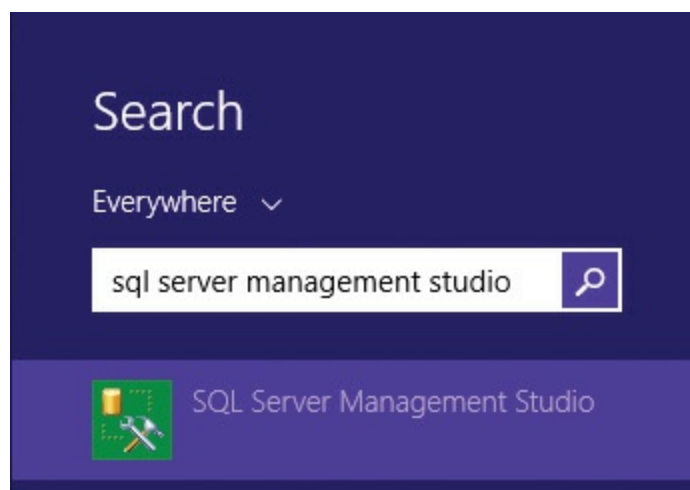 Search
Everywhere
sql server management studio
SQL Server Management Studio